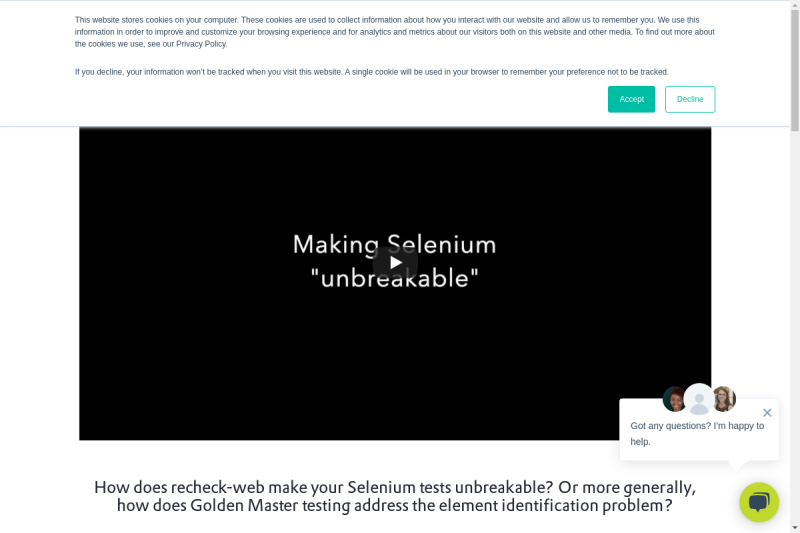 This website stores cookies on your computer. These cookies are used to collect information about how you interact with our website and allow us to remember you. We use this
information in order to improve and customize your browsing experience and for analytics and metrics about our visitors both on this website and other media. To find out more about
the cookies we use, see our Privacy Policy.
If you decline, your information won't be tracked when you visit this website. A single cookie will be used in your browser to remember your preference not to be tracked.
Accept
Decline
Making Selenium
"unbreakable"
Got any questions? I'm happy to
help.
How does recheck-web make your Selenium tests unbreakable? Or more generally,
how does Golden Master testing address the element identification problem?